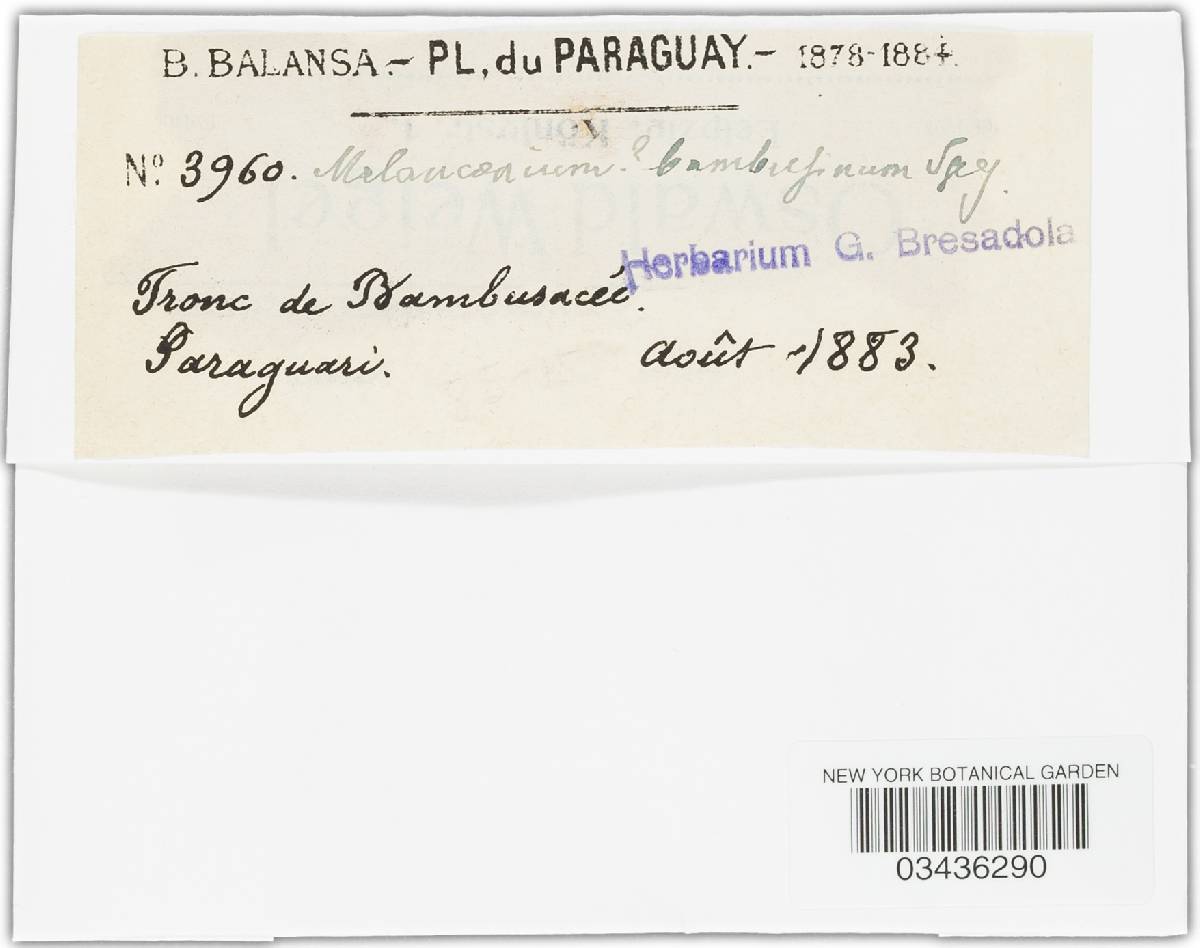 B. BALANSA.- PL, du PARAGUAY.- 1878-1884.
Nº 3960. Melanconium? bambusinum Speg.
Herbarium G. Bresadola
Tronc de Bambusacée.
Paraguari. Août 1883.
NEW YORK BOTANICAL GARDEN
03436290